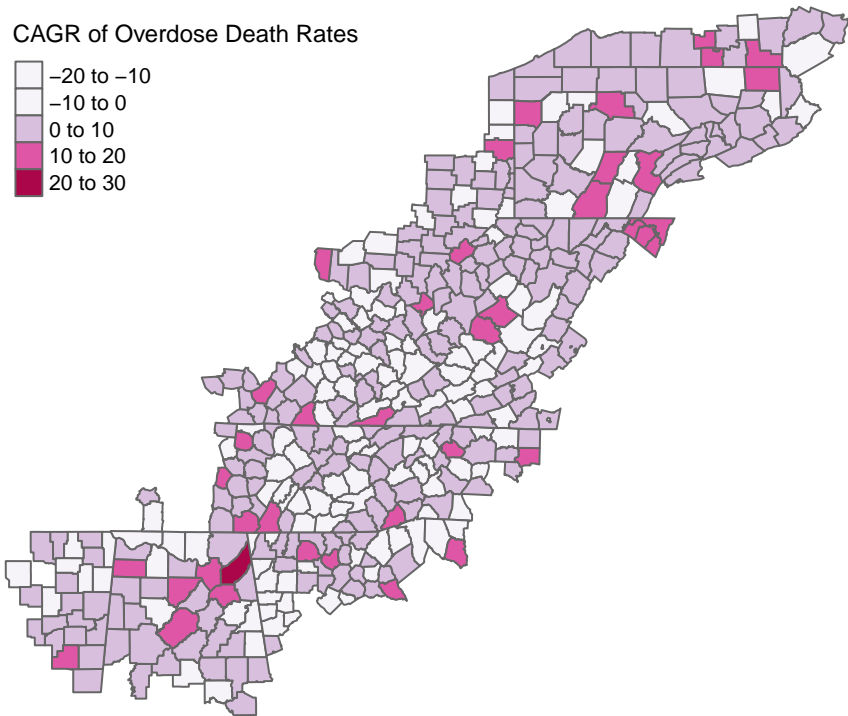 CAGR of Overdose Death Rates
−20 to −10
−10 to 0
0 to 10
10 to 20
20 to 30